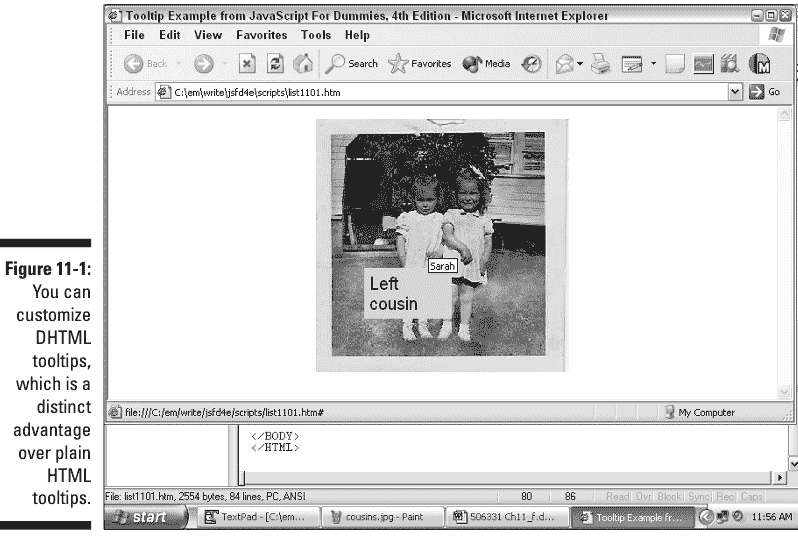 Tooltip Example from JavaScript For Dummies, 4th Edition - Microsoft Internet Explorer
File Edit View Favorites Tools Help
Back Search Favorites Media
Address C:\em\write\jsfd4e\scripts\list1101.htm Go
Sarah
Left
cousin
Figure 11-1:
You can
customize
DHTML
tooltips,
which is a
distinct
advantage
over plain
HTML
tooltips.
file:///C:/em/write/jsfd4e/scripts/list1101.htm# My Computer
</BODY>
</HTML>
File: list1101.htm, 2554 bytes, 84 lines, PC, ANSI 80 86 Read Ovr Block Sync Rec Caps
start TextPad - [C:\em... cousins.jpg - Paint 506331 Ch11_f.d... Tooltip Example fr... 11:56 AM